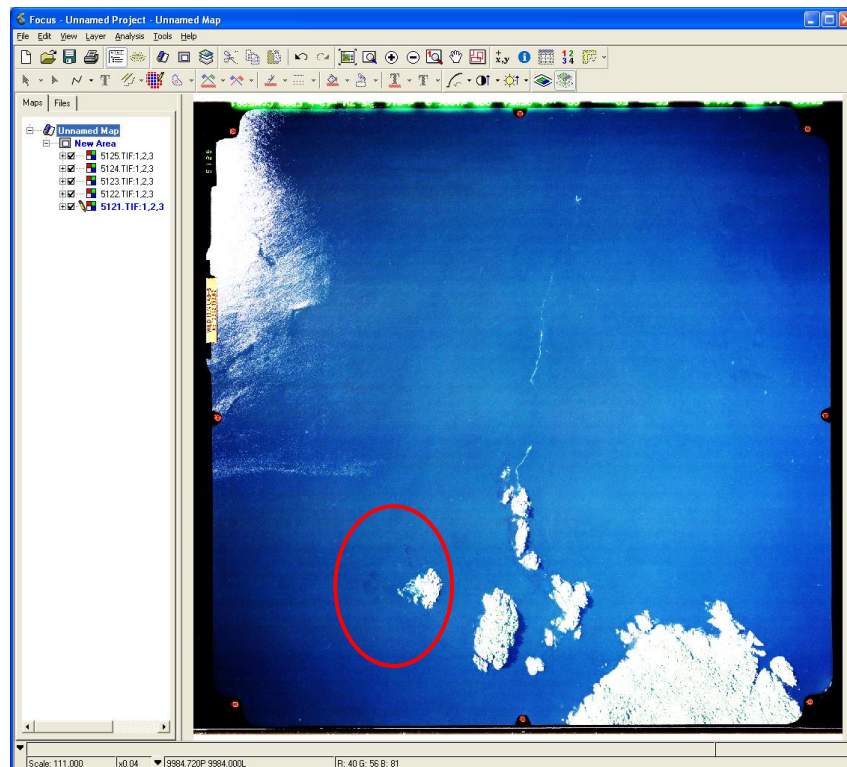 Focus - Unnamed Project - Unnamed Map
File Edit View Layer Analysis Tools Help
Maps Files
Unnamed Map
New Area
5125.TIF:1,2,3
5124.TIF:1,2,3
5123.TIF:1,2,3
5122.TIF:1,2,3
5121.TIF:1,2,3
5125
Scale: 111.000 x0.04 9984.720P 9984.000L R: 40 G: 56 B: 81